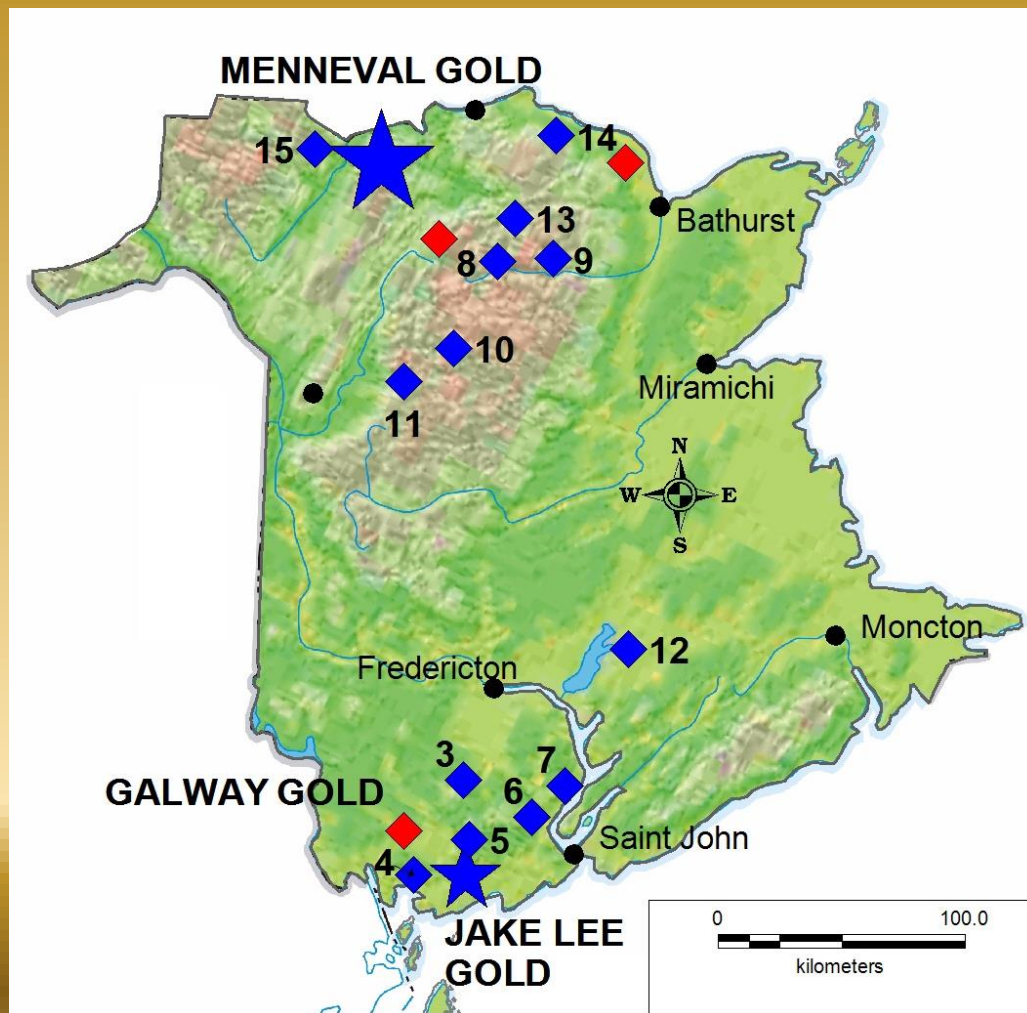 MENNEVAL GOLD
14
15
13
Bathurst
8
9
10
Miramichi
11
N
W E
S
12
Moncton
Fredericton
3
7
GALWAY GOLD
6
5
Saint John
4
JAKE LEE
GOLD
0 100.0
kilometers